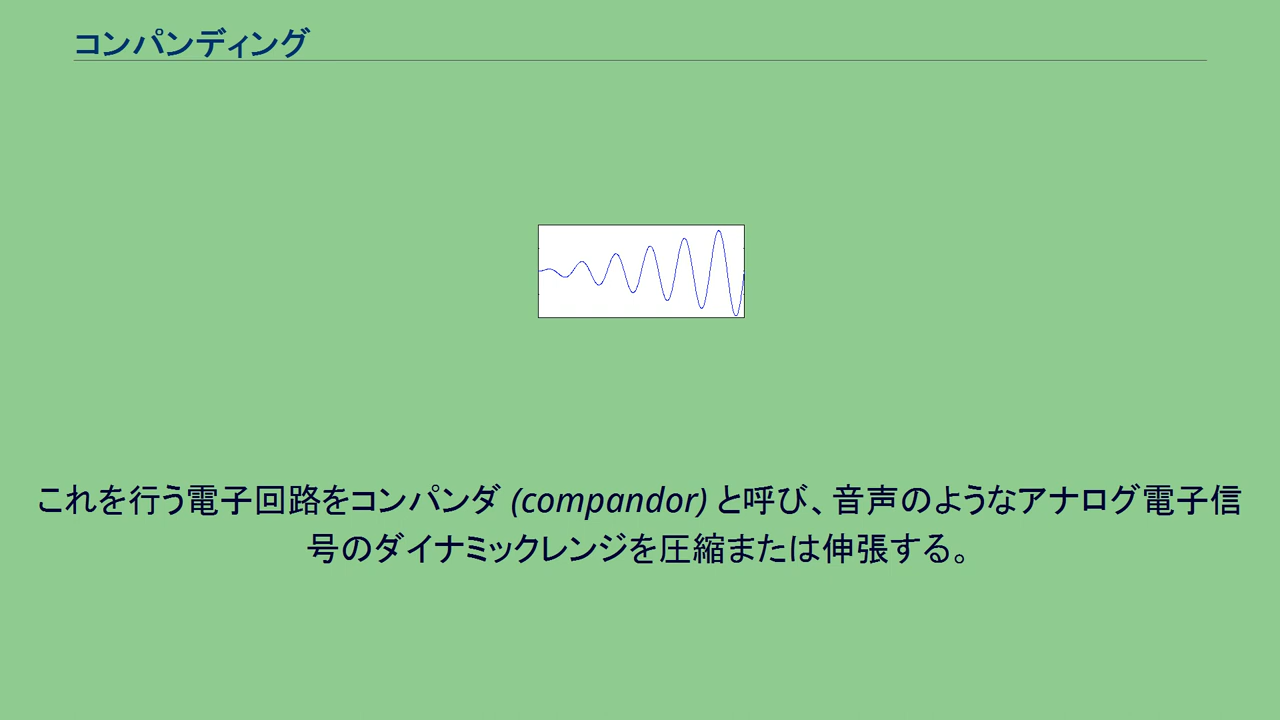 コンパンディング
これを行う電子回路をコンパンダ (compandor) と呼び、音声のようなアナログ電子信
号のダイナミックレンジを圧縮または伸張する。